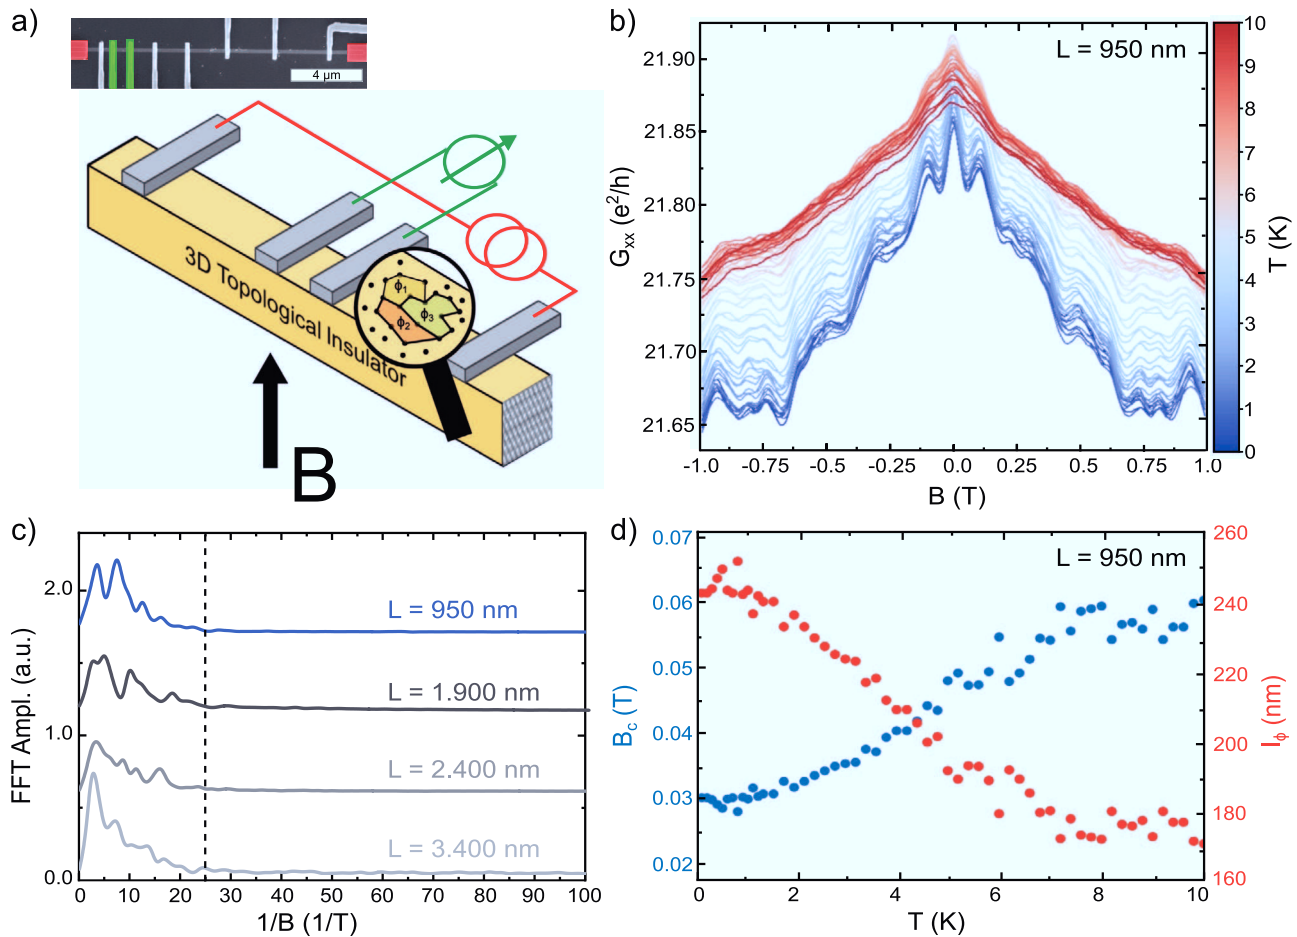 a)
4 µm
3D Topological Insulator
ϕ1
ϕ2
ϕ3
B
b)
L = 950 nm
Gxx (e²/h)
21.90
21.85
21.80
21.75
21.70
21.65
-1.0
-0.75
-0.5
-0.25
0.0
0.25
0.5
0.75
1.0
B (T)
10
9
8
7
6
5
4
3
2
1
0
T (K)
c)
FFT Ampl. (a.u.)
2.0
1.0
0.0
L = 950 nm
L = 1.900 nm
L = 2.400 nm
L = 3.400 nm
0 10 20 30 40 50 60 70 80 90 100
1/B (1/T)
d)
L = 950 nm
Bc (T)
0.07
0.06
0.05
0.04
0.03
0.02
0 2 4 6 8 10
T (K)
260
240
220
200
180
160
lϕ (nm)